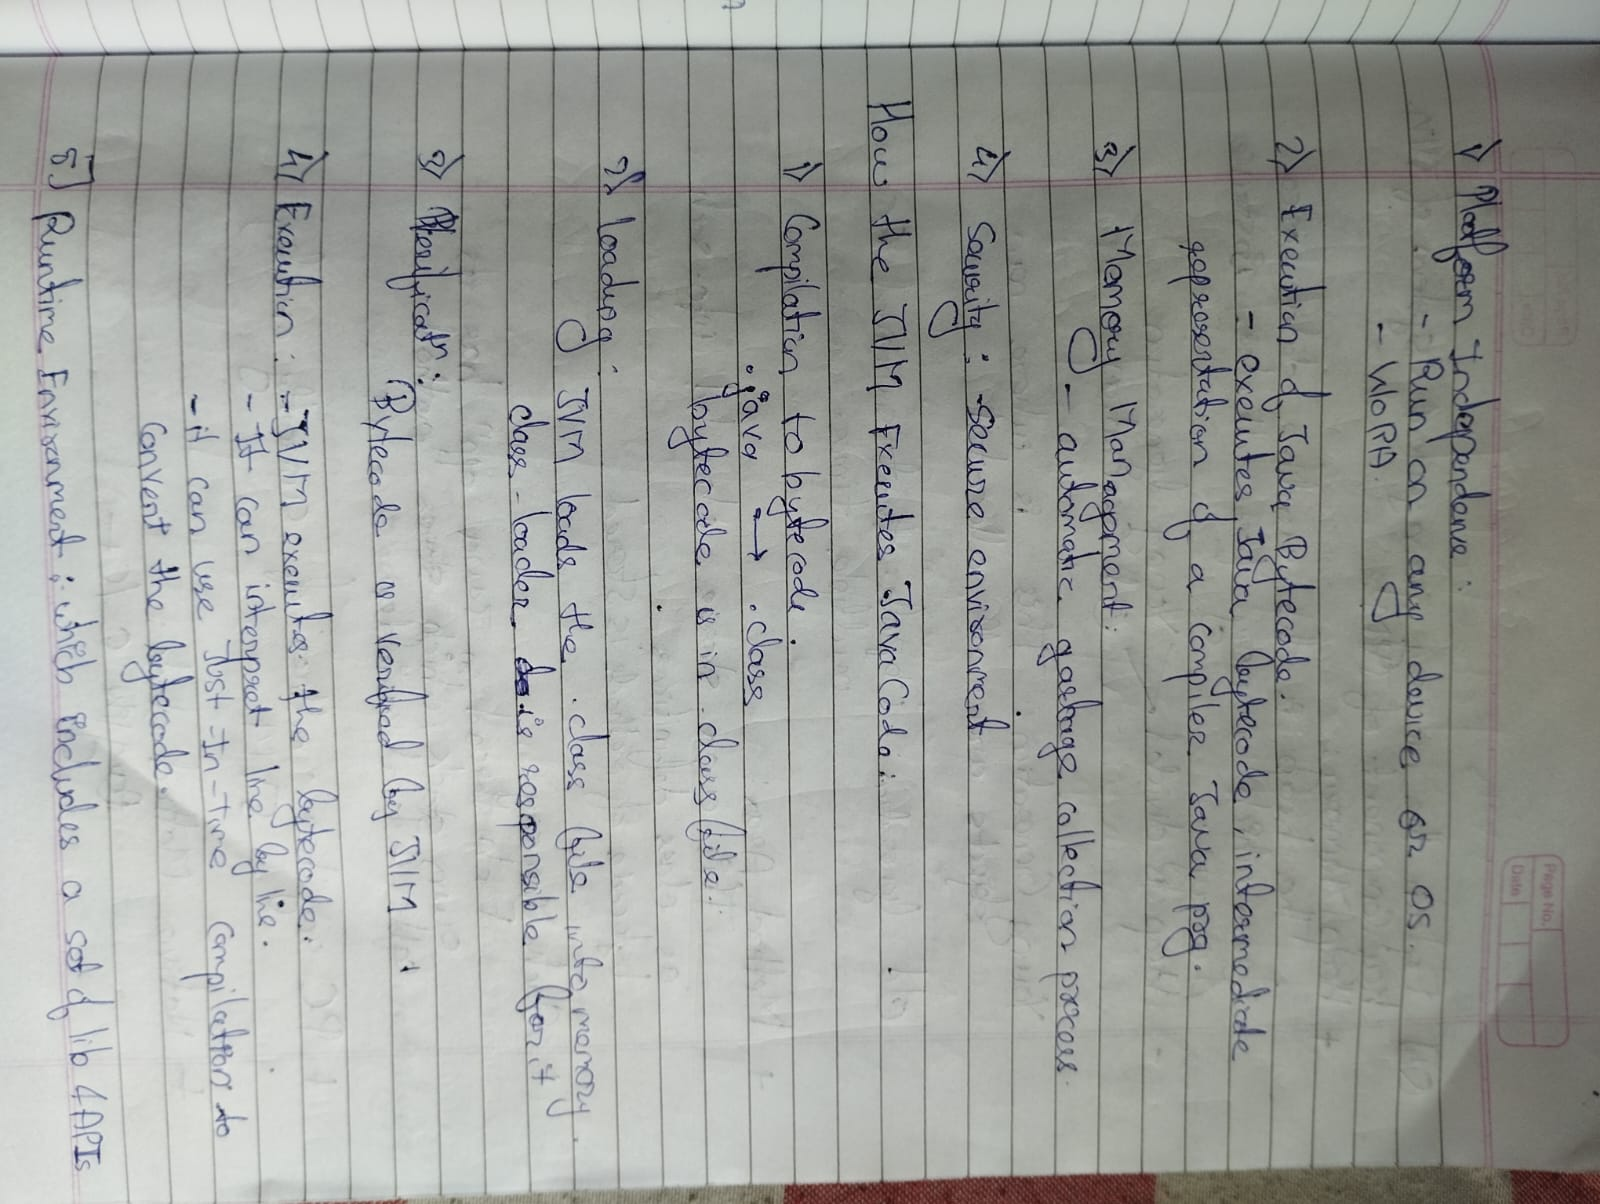 Page No.
Date
1) Platform Independence:
- Run on any device or OS.
- WORA.
2) Execution of Java Bytecode:
- executes Java bytecode, intermediate
representation of a compiler Java prg.
3) Memory Management:
- automatic garbage collection process.
4) Security: secure environment
How the JVM Executes Java Code:
1) Compilation to bytecode.
.java → .class
bytecode is in .class file.
2) loading:
JVM loads the .class file into memory.
class-loader is responsible for it
3) Verificatn:
Bytecode is verified by JVM.
4) Execution: - JVM executes the bytecode.
- It can interpret line by line.
- it can use Just-In-Time compilation to
convent the bytecode.
5] Runtime Environment: which includes a set of lib & APIs